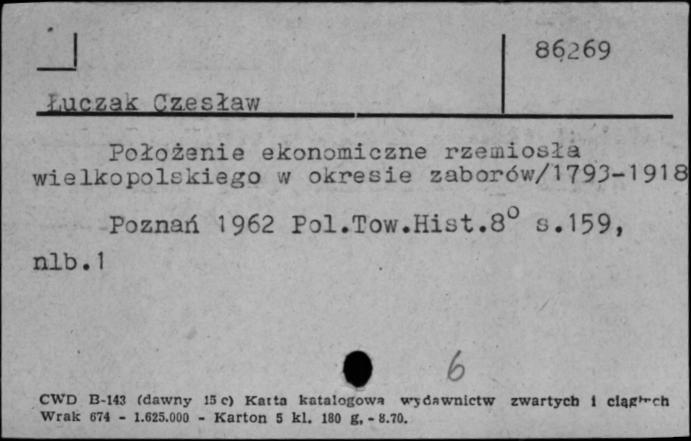 86269
Łuczak Czesław
Położenie ekonomiczne rzemiosła
wielkopolskiego w okresie zaborów/1793-1918
Poznań 1962 Pol.Tow.Hist.8° s.159,
nlb.1
6
CWD B-143 (dawny 15 c) Karta katalogowa wydawnictw zwartych i ciągłych
Wrak 674 - 1.625.000 - Karton 5 kl. 180 g. - 8.70.